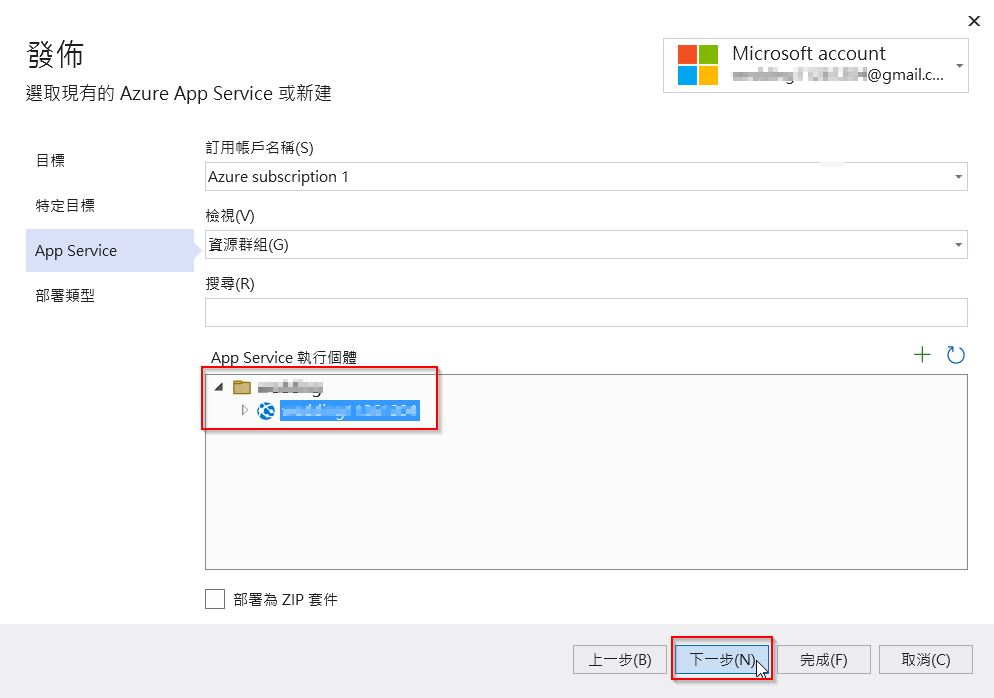 發佈
選取現有的 Azure App Service 或新建
Microsoft account
@gmail.c...
目標
特定目標
App Service
部署類型
訂用帳戶名稱(S)
Azure subscription 1
檢視(V)
資源群組(G)
搜尋(R)
App Service 執行個體
部署為 ZIP 套件
上一步(B)
下一步(N)
完成(F)
取消(C)